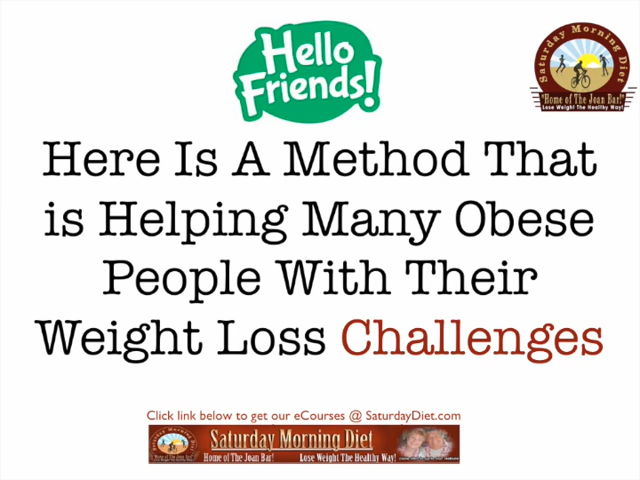 Hello
Friends!
Saturday Morning Diet
"Home of The Joan Bar!"
Lose Weight The Healthy Way!
Here Is A Method That
is Helping Many Obese
People With Their
Weight Loss Challenges
Click link below to get our eCourses @ SaturdayDiet.com
Saturday Morning Diet
Home of The Joan Bar!
Lose Weight The Healthy Way!